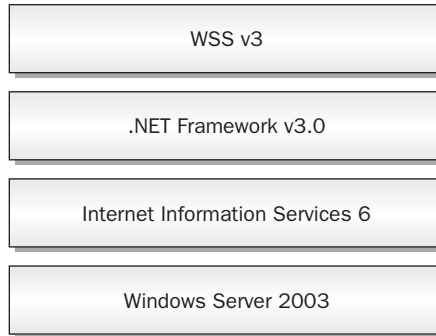 WSS v3
.NET Framework v3.0
Internet Information Services 6
Windows Server 2003